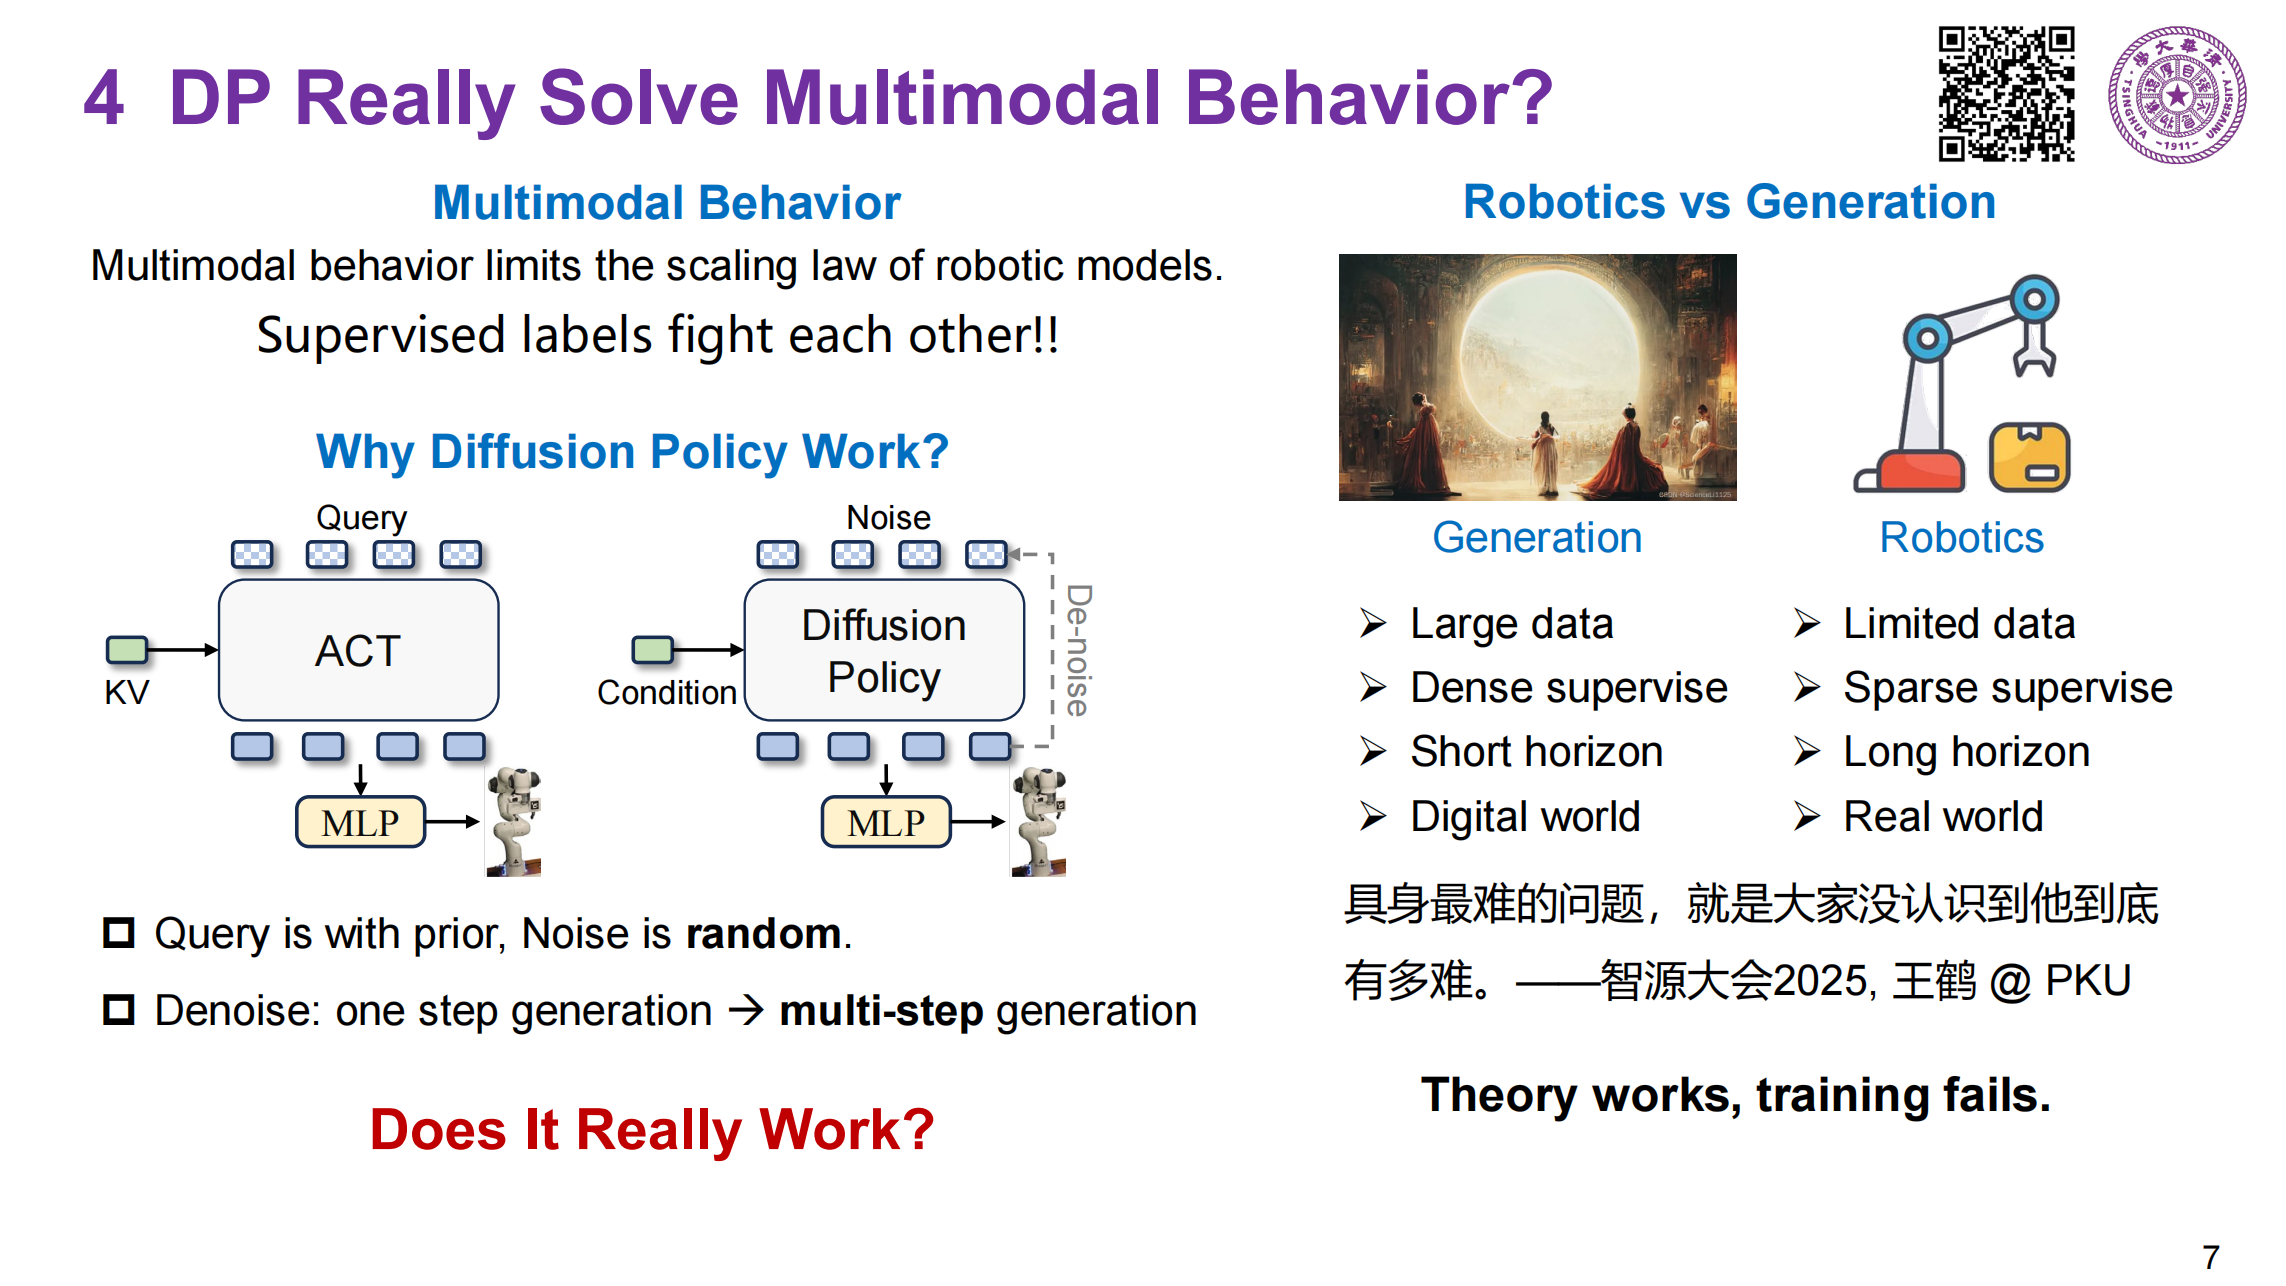 4 DP Really Solve Multimodal Behavior?
Multimodal Behavior
Multimodal behavior limits the scaling law of robotic models.
Supervised labels fight each other!!
Why Diffusion Policy Work?
Query
ACT
KV
MLP
Noise
Diffusion
Policy
Condition
De-noise
MLP
Query is with prior, Noise is random.
Denoise: one step generation → multi-step generation
Does It Really Work?
Robotics vs Generation
CSDN @ScienceLi1125
Generation
Large data
Dense supervise
Short horizon
Digital world
Robotics
Limited data
Sparse supervise
Long horizon
Real world
具身最难的问题，就是大家没认识到他到底
有多难。——智源大会2025, 王鹤 @ PKU
Theory works, training fails.
TSINGHUA UNIVERSITY
-1911-
7